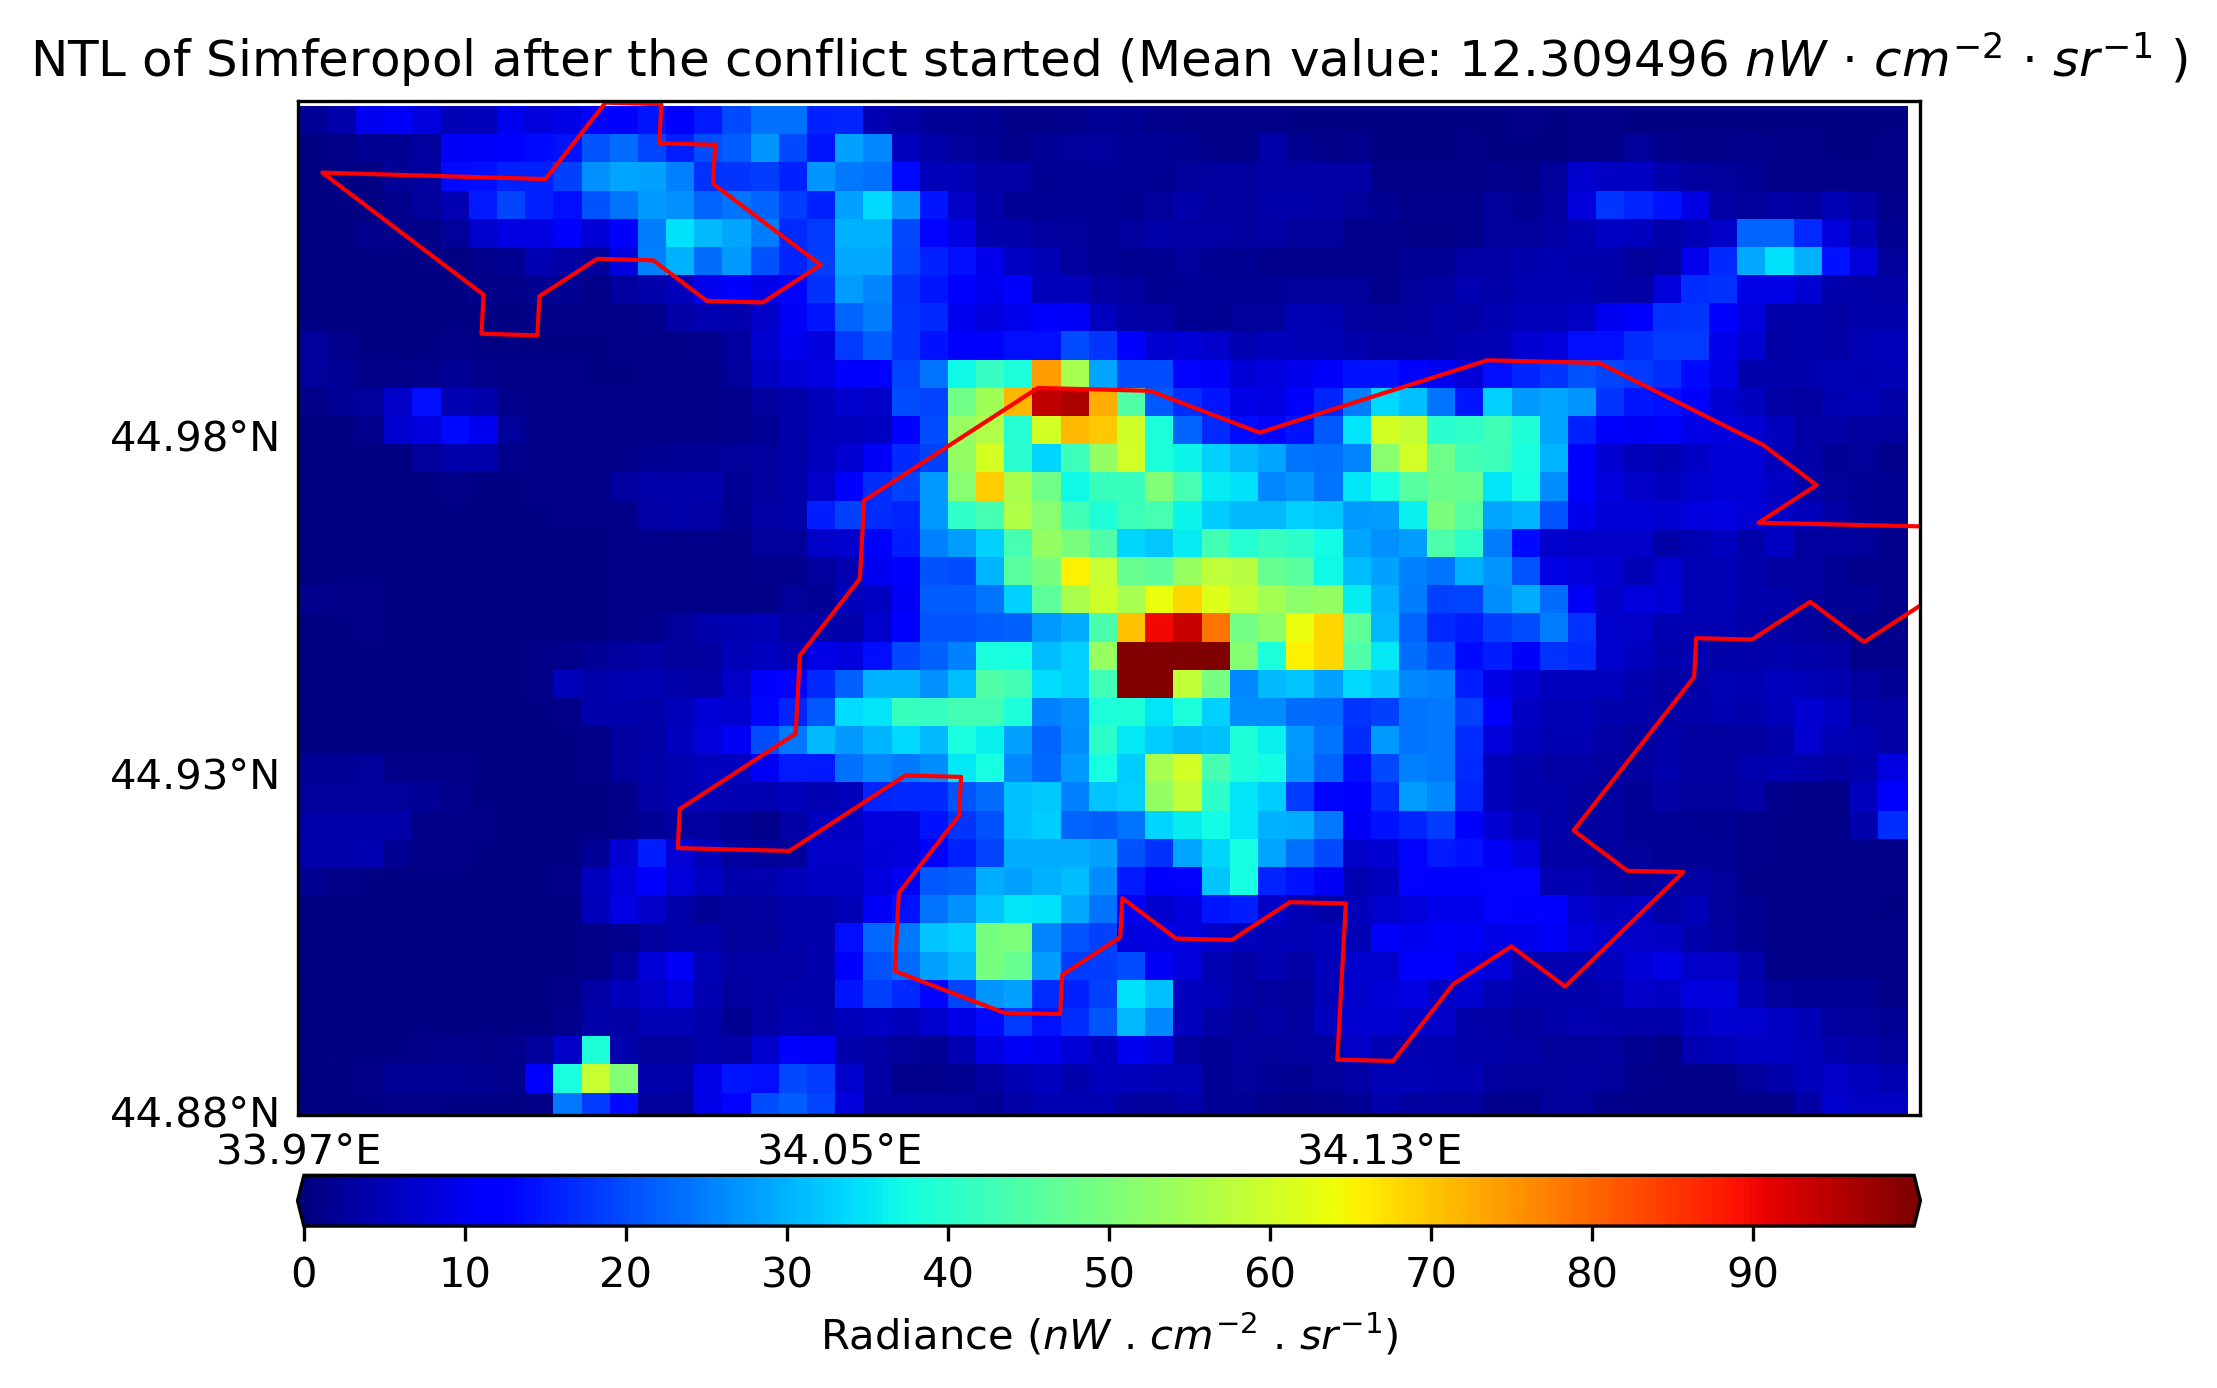 NTL of Simferopol after the conflict started (Mean value: 12.309496 nW · cm⁻² · sr⁻¹ )
44.98°N
44.93°N
44.88°N
33.97°E 34.05°E 34.13°E
0 10 20 30 40 50 60 70 80 90
Radiance (nW . cm⁻² . sr⁻¹)